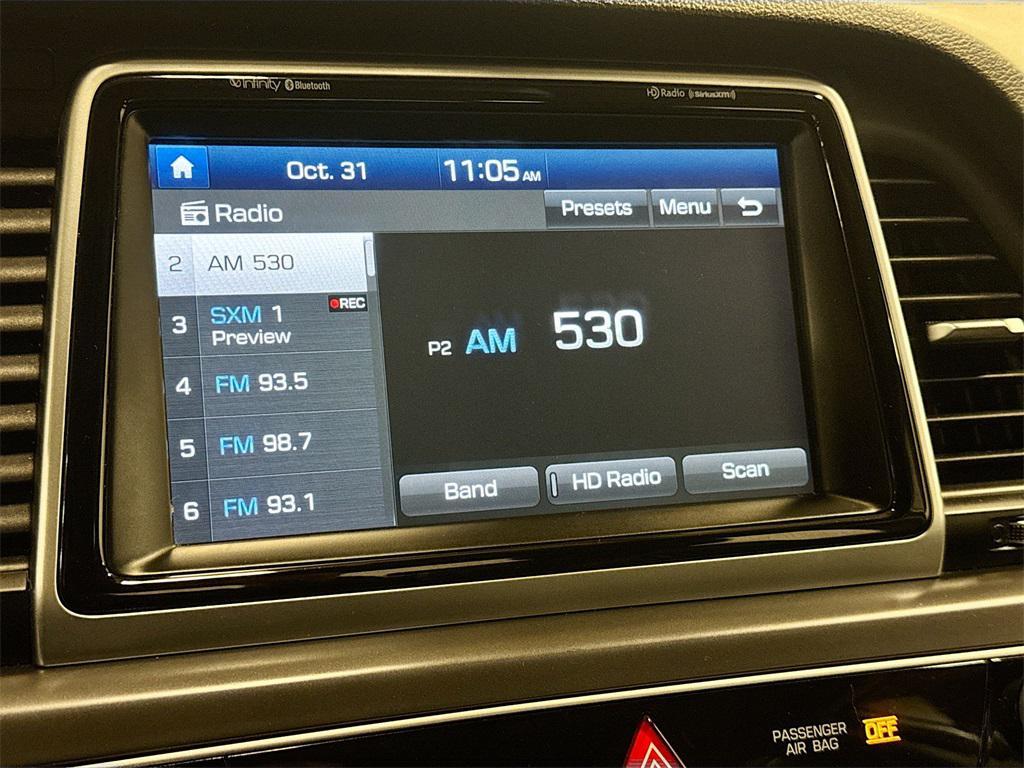 Infinity Bluetooth
HD Radio (((SiriusXM)))
Oct. 31 11:05 AM
Radio Presets Menu
2 AM 530
3 SXM 1 REC
Preview
4 FM 93.5
5 FM 98.7
6 FM 93.1
P2 AM 530
Band HD Radio Scan
PASSENGER OFF
AIR BAG